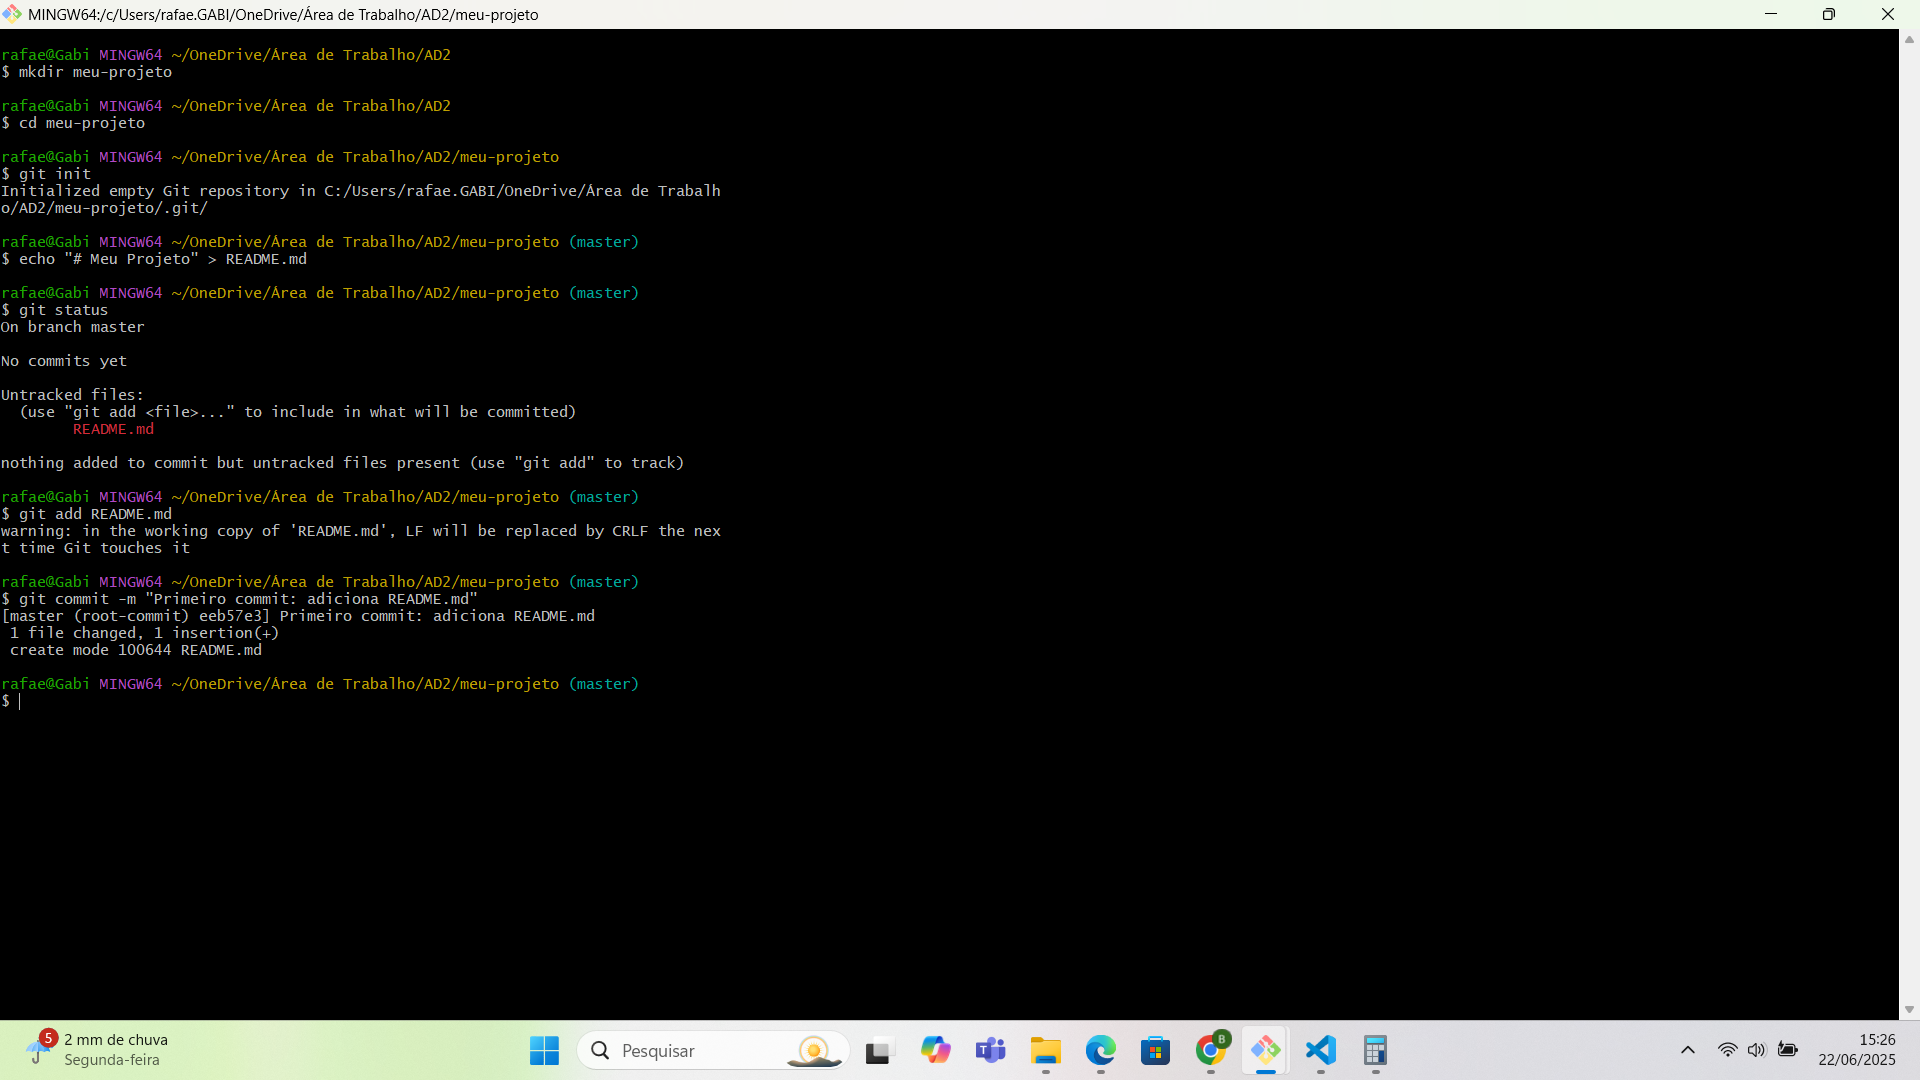 MINGW64:/c/Users/rafae.GABI/OneDrive/Área de Trabalho/AD2/meu-projeto
rafae@Gabi MINGW64 ~/OneDrive/Área de Trabalho/AD2
$ mkdir meu-projeto
rafae@Gabi MINGW64 ~/OneDrive/Área de Trabalho/AD2
$ cd meu-projeto
rafae@Gabi MINGW64 ~/OneDrive/Área de Trabalho/AD2/meu-projeto
$ git init
Initialized empty Git repository in C:/Users/rafae.GABI/OneDrive/Área de Trabalh
o/AD2/meu-projeto/.git/
rafae@Gabi MINGW64 ~/OneDrive/Área de Trabalho/AD2/meu-projeto (master)
$ echo "# Meu Projeto" > README.md
rafae@Gabi MINGW64 ~/OneDrive/Área de Trabalho/AD2/meu-projeto (master)
$ git status
On branch master
No commits yet
Untracked files:
  (use "git add <file>..." to include in what will be committed)
        README.md
nothing added to commit but untracked files present (use "git add" to track)
rafae@Gabi MINGW64 ~/OneDrive/Área de Trabalho/AD2/meu-projeto (master)
$ git add README.md
warning: in the working copy of 'README.md', LF will be replaced by CRLF the nex
t time Git touches it
rafae@Gabi MINGW64 ~/OneDrive/Área de Trabalho/AD2/meu-projeto (master)
$ git commit -m "Primeiro commit: adiciona README.md"
[master (root-commit) eeb57e3] Primeiro commit: adiciona README.md
 1 file changed, 1 insertion(+)
 create mode 100644 README.md
rafae@Gabi MINGW64 ~/OneDrive/Área de Trabalho/AD2/meu-projeto (master)
$
5
2 mm de chuva
Segunda-feira
Pesquisar
T
B
15:26
22/06/2025